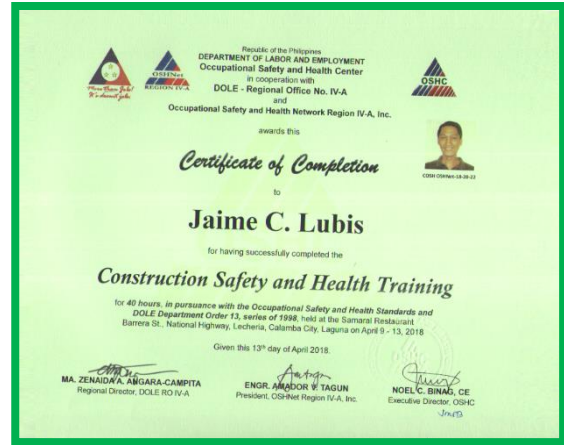 Republic of the Philippines
DEPARTMENT OF LABOR AND EMPLOYMENT
Occupational Safety and Health Center
in cooperation with
DOLE - Regional Office No. IV-A
and
Occupational Safety and Health Network Region IV-A, Inc.
OSHNet
REGION IV-A
OSHC
awards this
Certificate of Completion
COSH OSHNet-18-39-22
to
Jaime C. Lubis
for having successfully completed the
Construction Safety and Health Training
for 40 hours, in pursuance with the Occupational Safety and Health Standards and
DOLE Department Order 13, series of 1998, held at the Samaral Restaurant
Barrera St., National Highway, Lecheria, Calamba City, Laguna on April 9 - 13, 2018
Given this 13th day of April 2018.
MA. ZENAIDA A. ANGARA-CAMPITA
Regional Director, DOLE RO IV-A
ENGR. AMADOR V. TAGUN
President, OSHNet Region IV-A, Inc.
NOEL C. BINAG, CE
Executive Director, OSHC